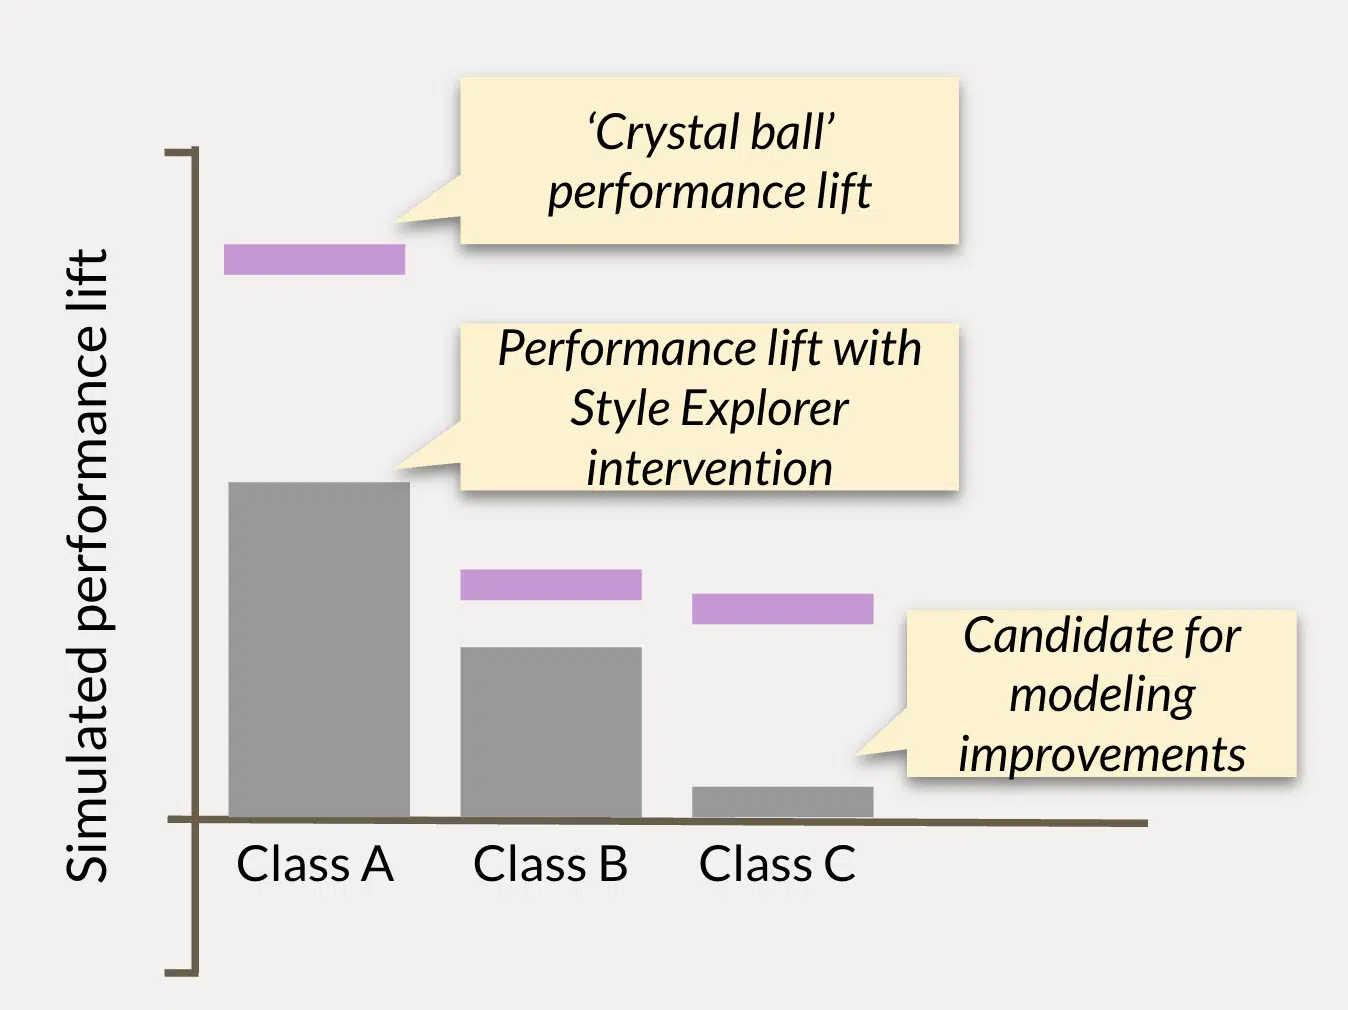 ‘Crystal ball’
performance lift
Simulated performance lift
Performance lift with
Style Explorer
intervention
Candidate for
modeling
improvements
Class A
Class B
Class C